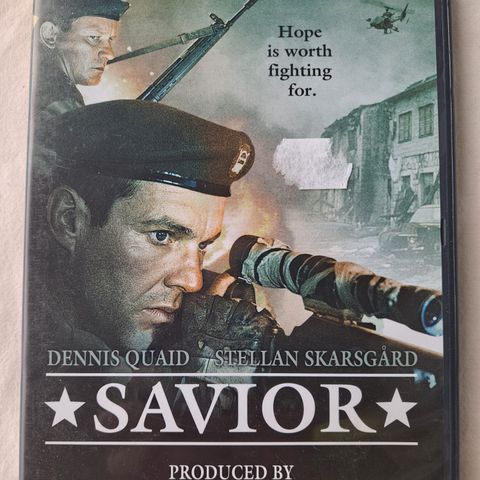 Hope
is worth
fighting
for.
DENNIS QUAID STELLAN SKARSGÅRD
★ SAVIOR ★
PRODUCED BY